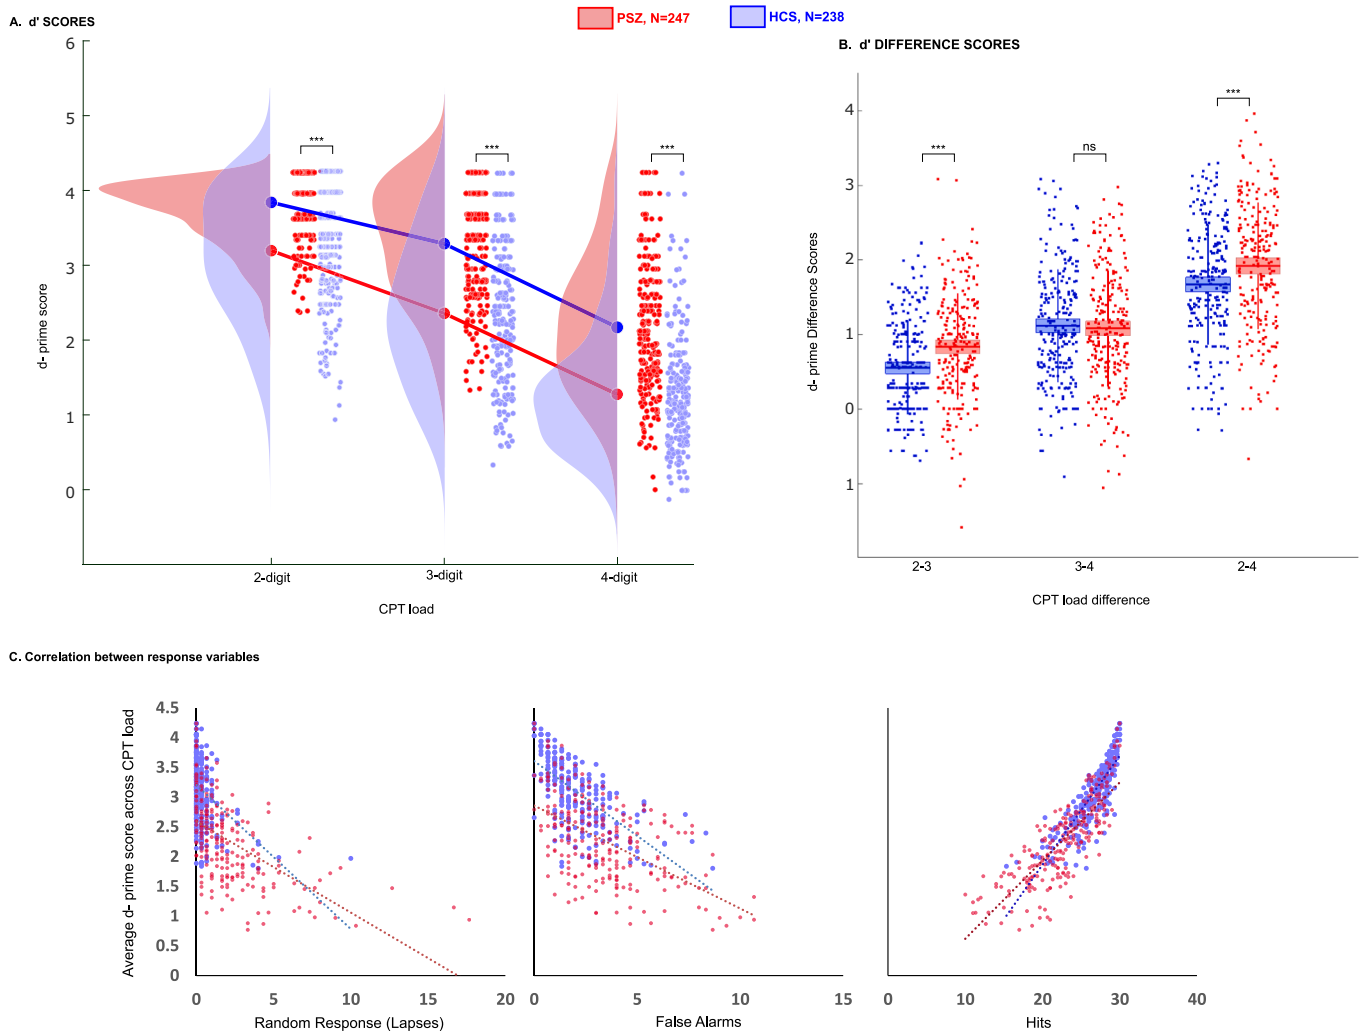 A. d' SCORES
PSZ, N=247
HCS, N=238
B. d' DIFFERENCE SCORES
6
5
4
3
2
1
0
d- prime score
***
***
***
2-digit
3-digit
4-digit
CPT load
4
3
2
1
0
1
d- prime Difference Scores
***
ns
***
2-3
3-4
2-4
CPT load difference
C. Correlation between response variables
Average d- prime score across CPT load
4.5
4
3.5
3
2.5
2
1.5
1
0.5
0
0 5 10 15 20
Random Response (Lapses)
0 5 10 15
False Alarms
0 10 20 30 40
Hits